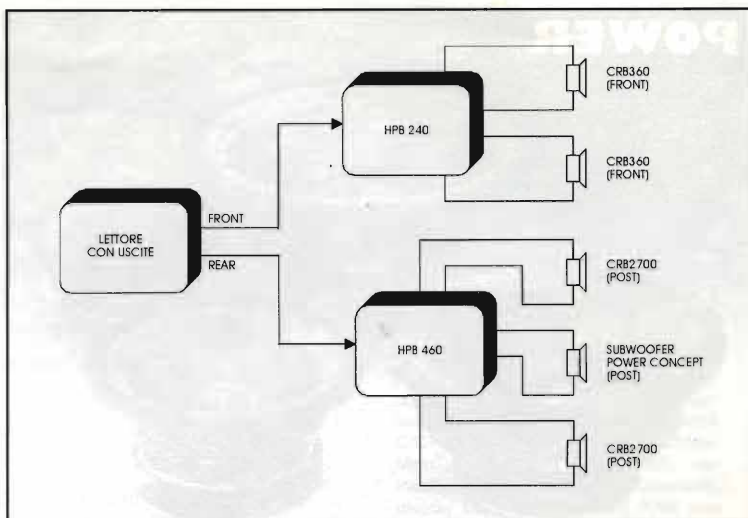 LETTORE
CON USCITE
FRONT
REAR
HPB 240
HPB 460
CRB360
(FRONT)
CRB360
(FRONT)
CRB2700
(POST)
SUBWOOFER
POWER CONCEPT
(POST)
CRB2700
(POST)
POWER